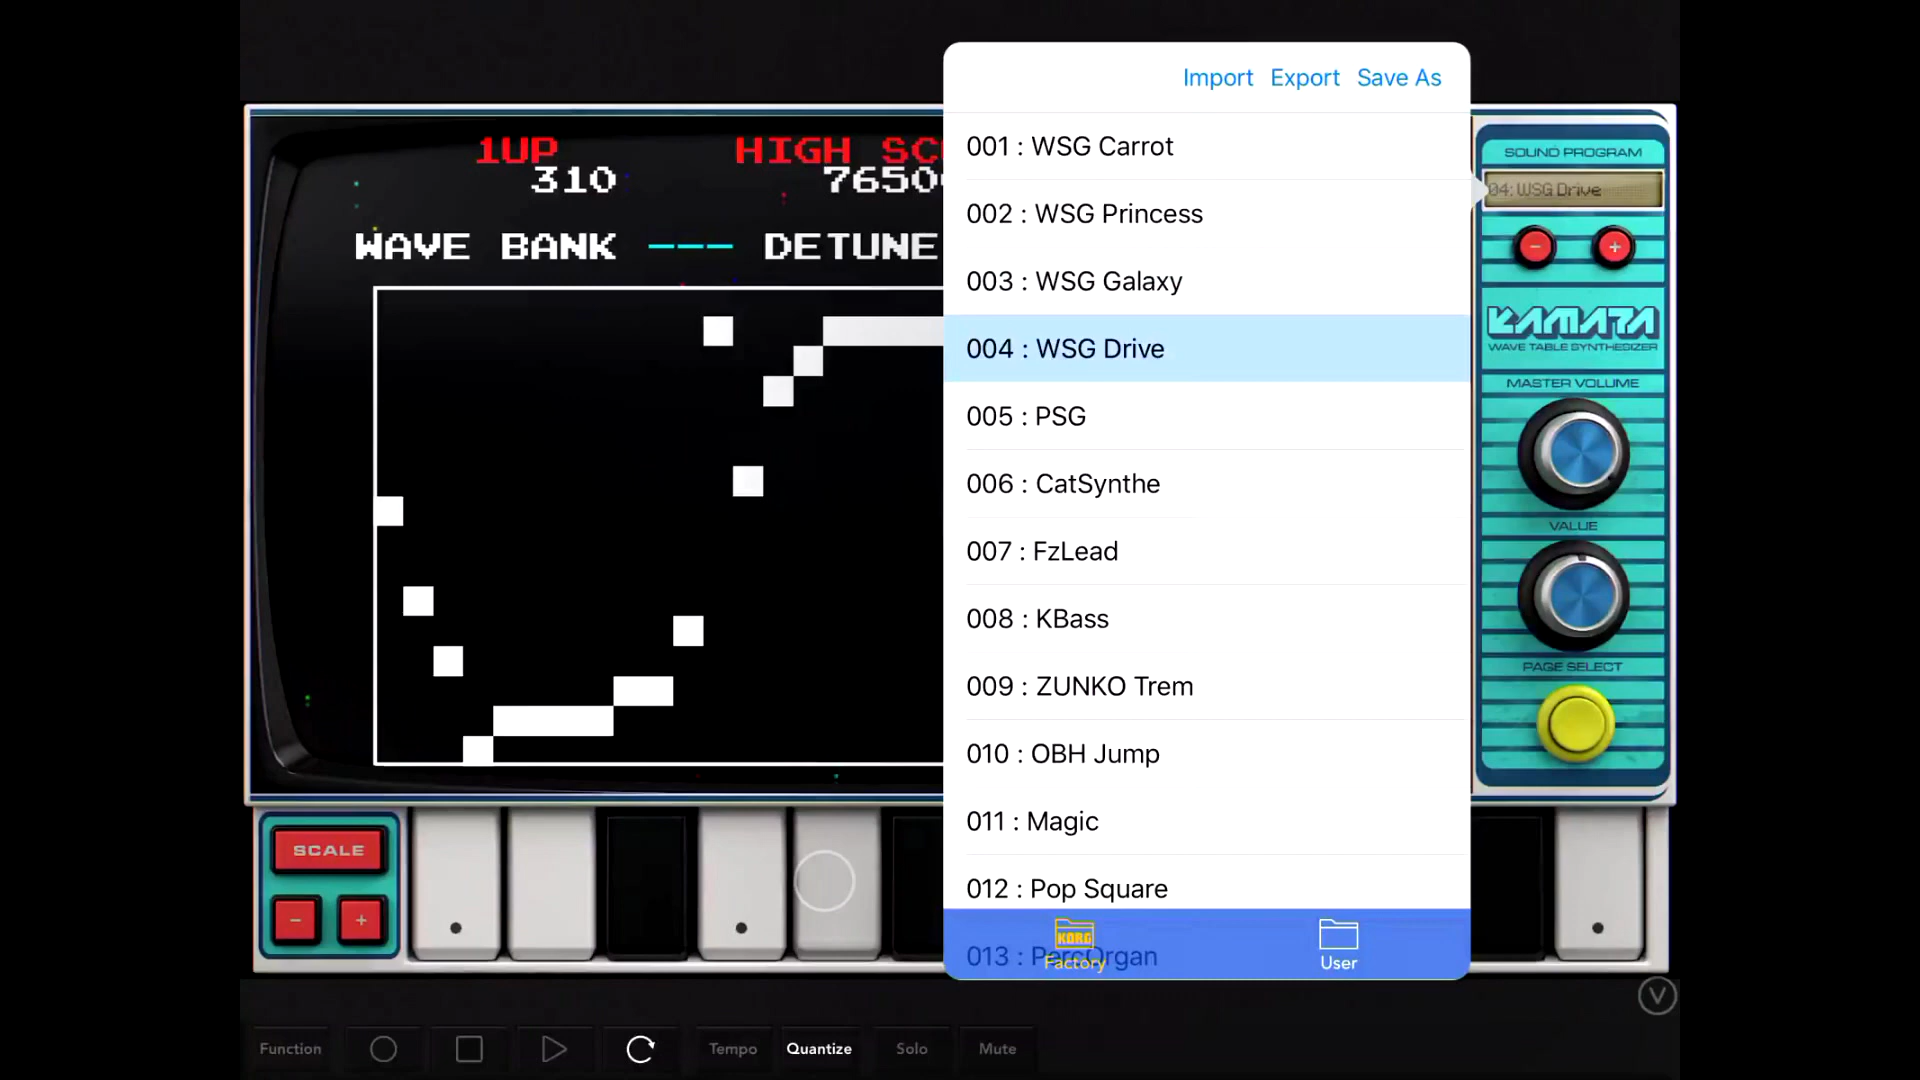 Import Export Save As
1UP HIGH SC
310 7650
WAVE BANK --- DETUNE
001 : WSG Carrot
002 : WSG Princess
003 : WSG Galaxy
004 : WSG Drive
005 : PSG
006 : CatSynthe
007 : FzLead
008 : KBass
009 : ZUNKO Trem
010 : OBH Jump
011 : Magic
012 : Pop Square
013 : PercOrgan
KORG
Factory
User
SOUND PROGRAM
04: WSG Drive
- +
KAMATA
WAVE TABLE SYNTHESIZER
MASTER VOLUME
VALUE
PAGE SELECT
SCALE
- +
V
Function Tempo Quantize Solo Mute